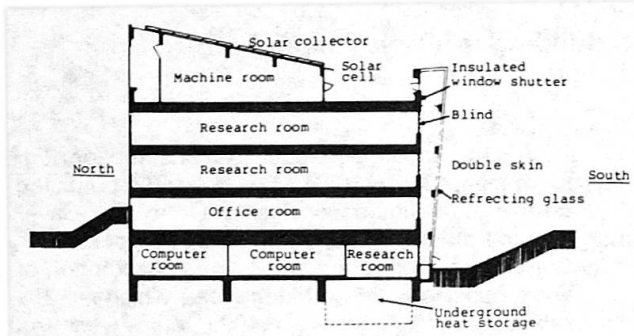 Solar collector
Solar
cell
Machine room
Insulated
window shutter
Research room
Blind
North
Research room
Double skin
South
Office room
Refrecting glass
Computer
room
Computer
room
Research
room
Underground
heat storage